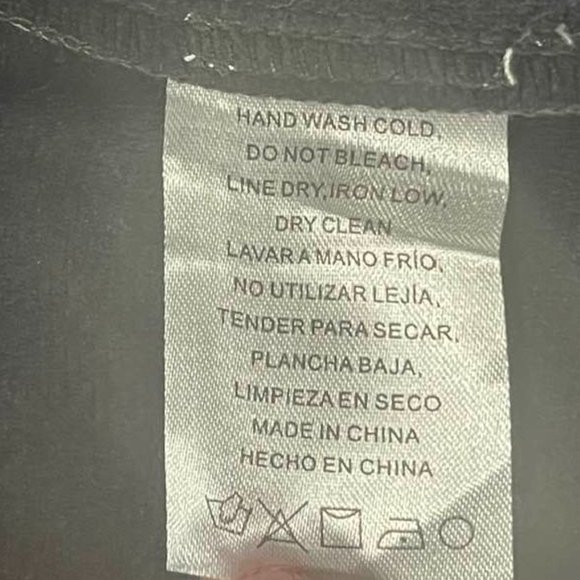 HAND WASH COLD,
DO NOT BLEACH,
LINE DRY,IRON LOW,
DRY CLEAN
LAVAR A MANO FRÍO,
NO UTILIZAR LEJÍA,
TENDER PARA SECAR,
PLANCHA BAJA,
LIMPIEZA EN SECO
MADE IN CHINA
HECHO EN CHINA